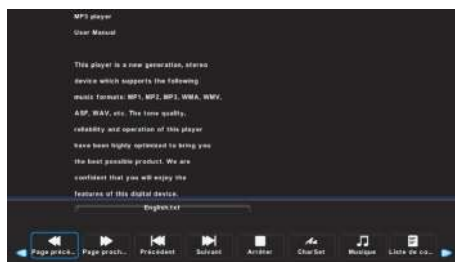 MP3 player
User Manual
This player is a new generation, stereo
device which supports the following
music formats: MP1, MP2, MP3, WMA, WMV,
ASF, WAV, etc. The tone quality,
reliability and operation of this player
have been highly optimized to bring you
the best possible product. We are
confident that you will enjoy the
features of this digital device.
English.txt
Page précé... Page proch... Précédent Suivant Arrêter CharSet Musique Liste de co...